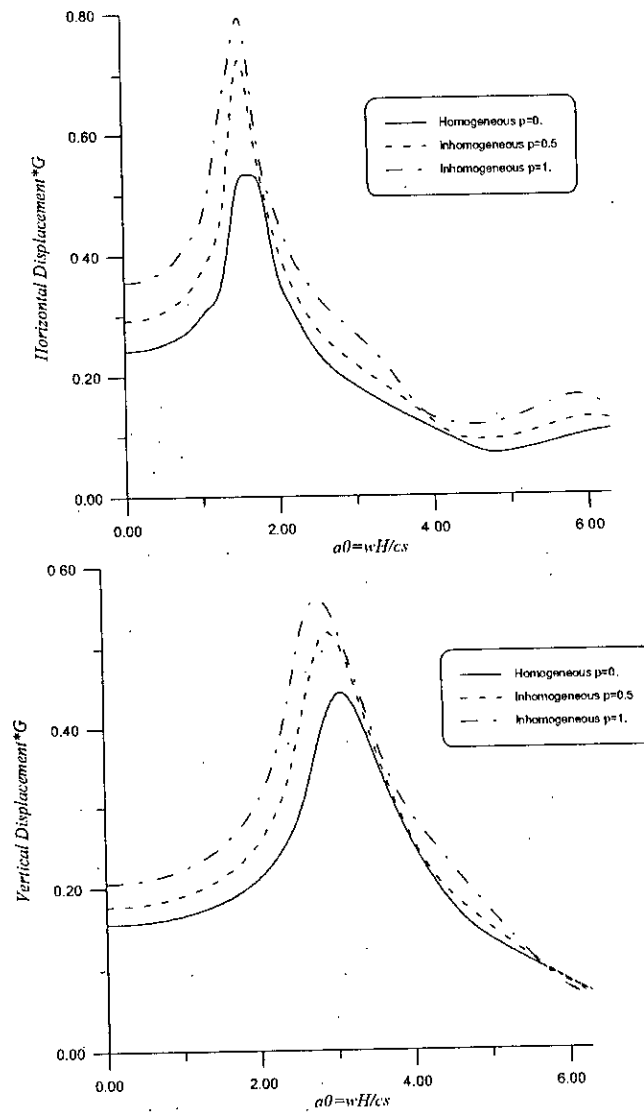 0.80
0.60
0.40
0.20
0.00
Horizontal Displacement*G
Homogeneous p=0.
Inhomogeneous p=0.5
Inhomogeneous p=1.
0.00
2.00
4.00
6.00
a0=wH/cs
0.60
0.40
0.20
0.00
Vertical Displacement*G
Homogeneous p=0.
Inhomogeneous p=0.5
Inhomogeneous p=1.
0.00
2.00
4.00
6.00
a0=wH/cs